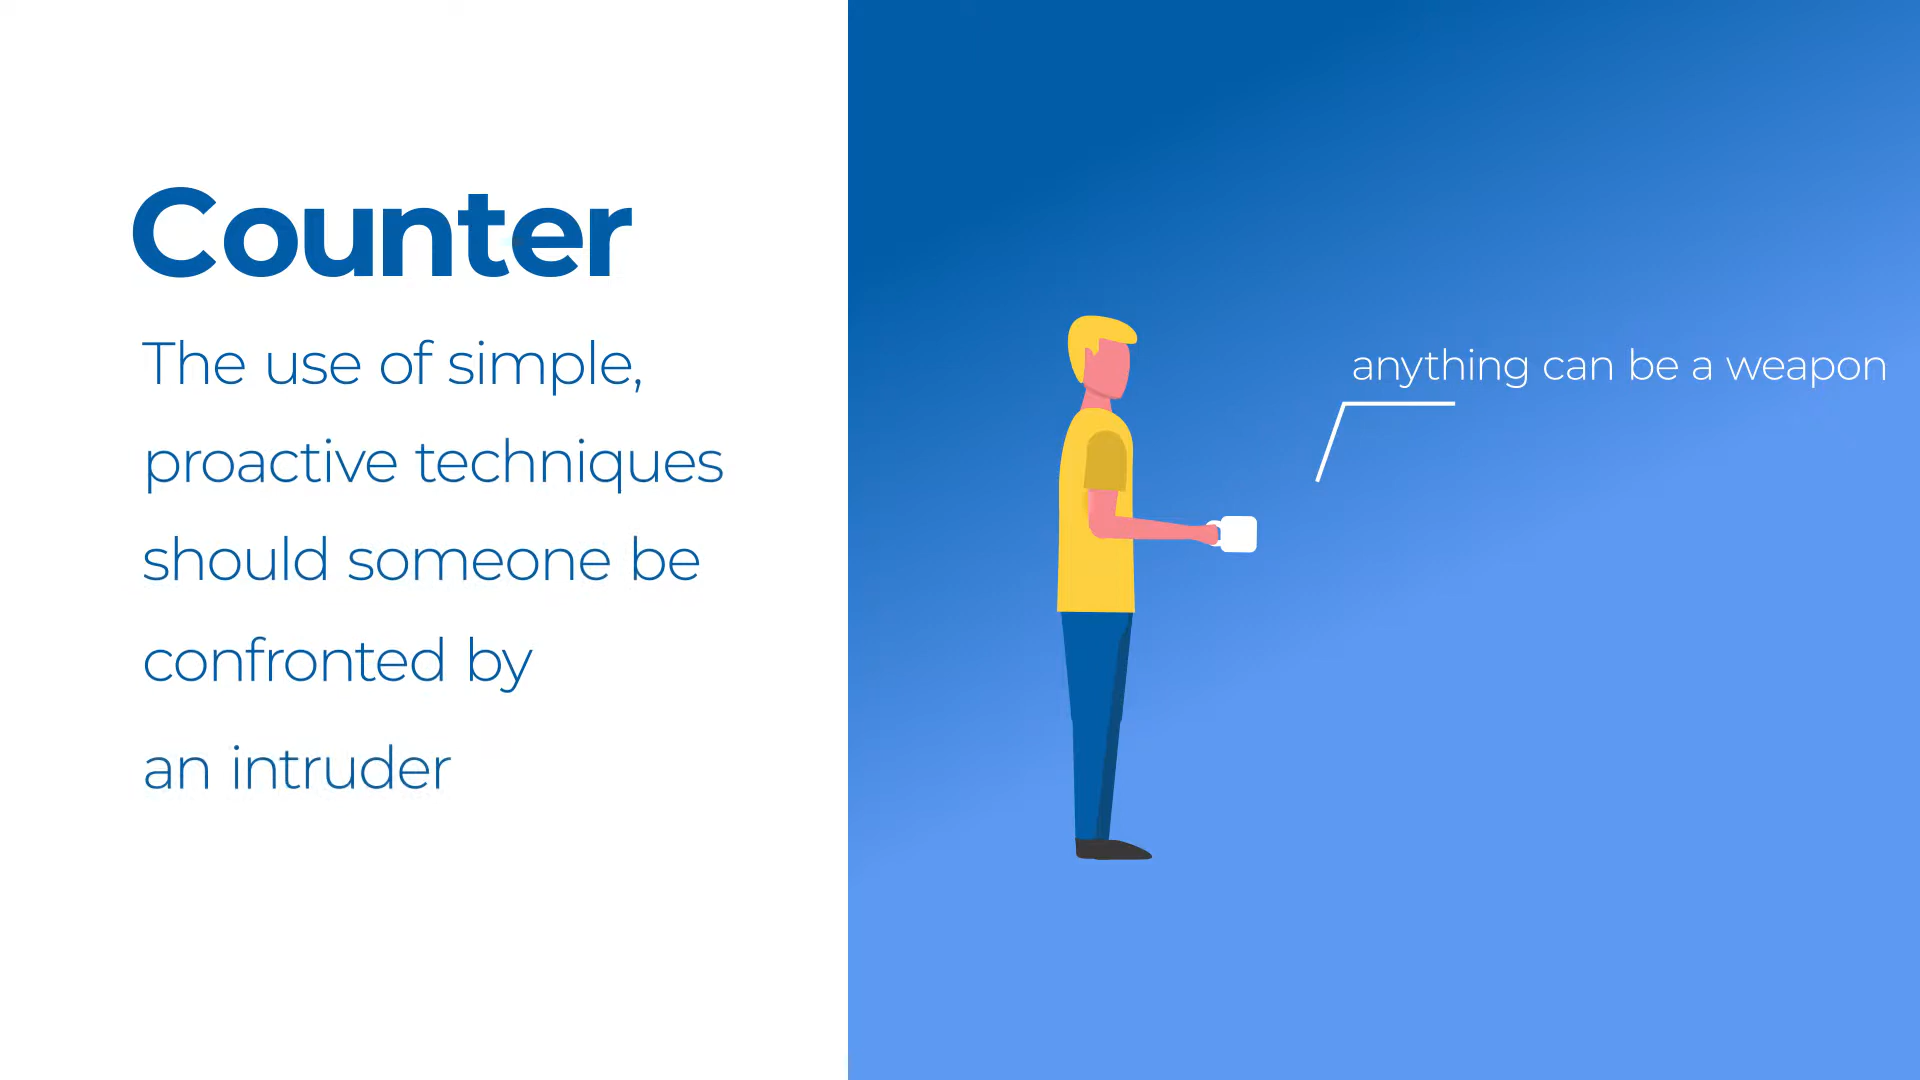 Counter
The use of simple,
proactive techniques
should someone be
confronted by
an intruder
anything can be a weapon